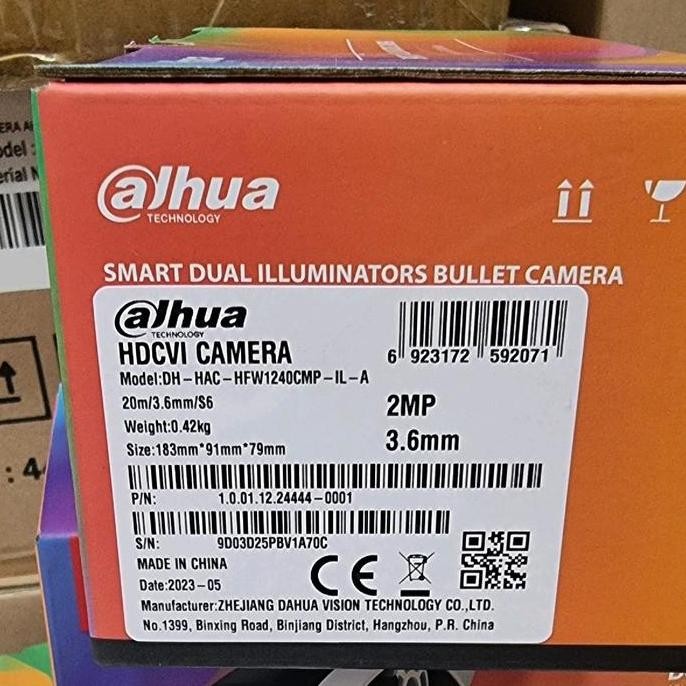 alhua
TECHNOLOGY
SMART DUAL ILLUMINATORS BULLET CAMERA
alhua
TECHNOLOGY
HDCVI CAMERA
Model:DH-HAC-HFW1240CMP-IL-A
20m/3.6mm/S6
Weight:0.42kg
Size:183mm*91mm*79mm
6 923172 592071
2MP
3.6mm
P/N: 1.0.01.12.24444-0001
S/N: 9D03D25PBV1A70C
MADE IN CHINA
Date:2023-05
CE
Manufacturer:ZHEJIANG DAHUA VISION TECHNOLOGY CO.,LTD.
No.1399, Binxing Road, Binjiang District, Hangzhou, P.R. China